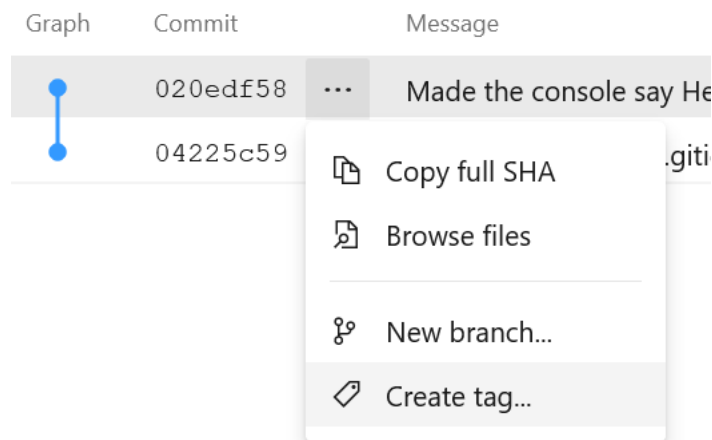 Graph Commit Message
020edf58 ... Made the console say He
04225c59 .giti
Copy full SHA
Browse files
New branch...
Create tag...